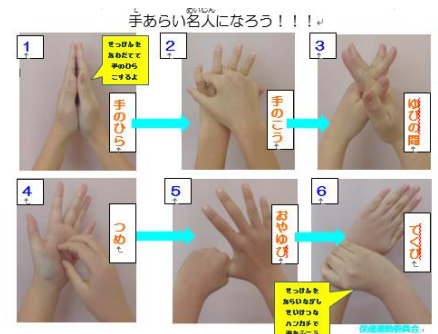 手あらい名人になろう！！！
1
せっけんを
あわだてて
手のひら
こするよ
手のひら
2
手のこう
3
ゆびの間
4
つめ
5
おやゆび
6
てくび
せっけんを
あらいながし
せいけつな
ハンカチで